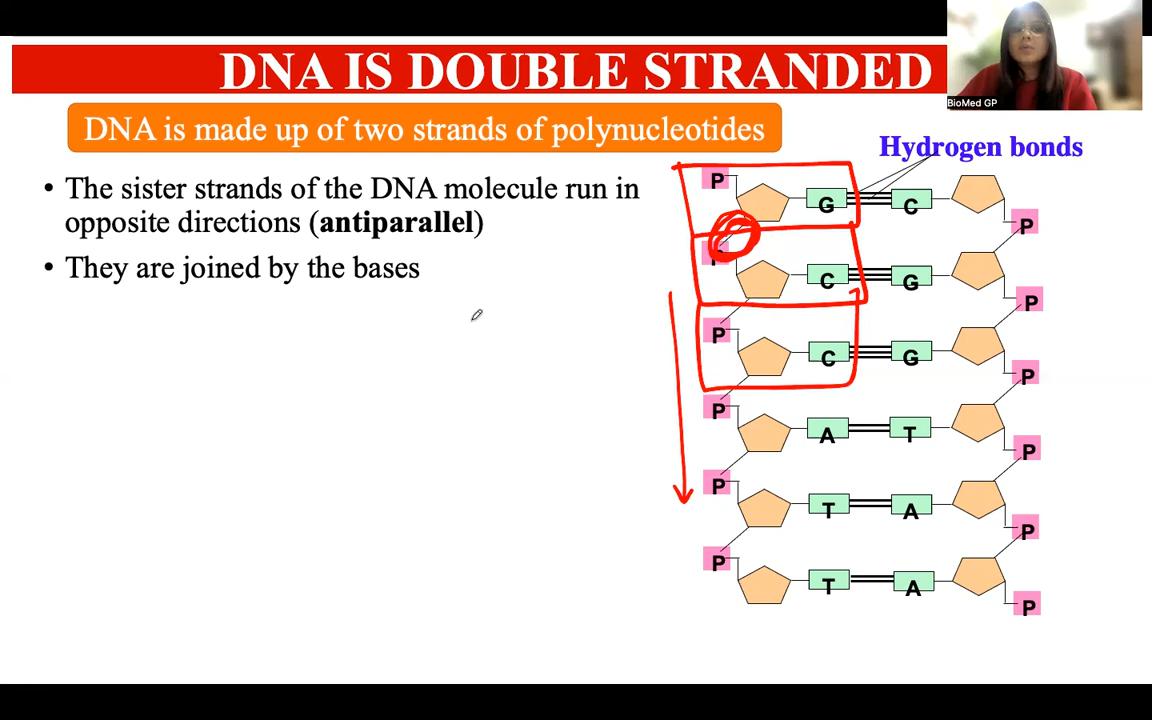 DNA IS DOUBLE STRANDED
BioMed GP
DNA is made up of two strands of polynucleotides
Hydrogen bonds
• The sister strands of the DNA molecule run in
opposite directions (antiparallel)
• They are joined by the bases
P
G C
P
P
C G
P
P
C G
P
P
A T
P
P
T A
P
P
T A
P